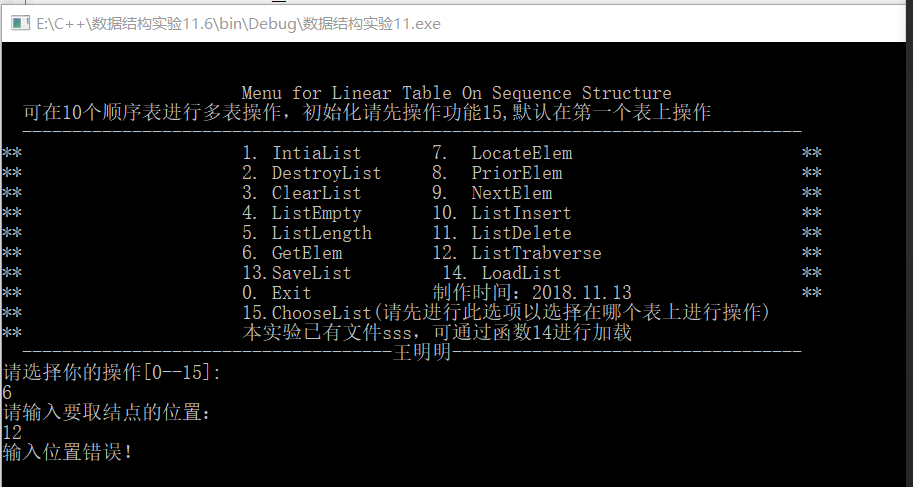 E:\C++\数据结构实验11.6\bin\Debug\数据结构实验11.exe
Menu for Linear Table On Sequence Structure
可在10个顺序表进行多表操作，初始化请先操作功能15,默认在第一个表上操作
------------------------------------------------------------------------------
** 1. IntiaList 7. LocateElem **
** 2. DestroyList 8. PriorElem **
** 3. ClearList 9. NextElem **
** 4. ListEmpty 10. ListInsert **
** 5. ListLength 11. ListDelete **
** 6. GetElem 12. ListTrabverse **
** 13.SaveList 14. LoadList **
** 0. Exit 制作时间：2018.11.13 **
** 15.ChooseList(请先进行此选项以选择在哪个表上进行操作)
** 本实验已有文件sss，可通过函数14进行加载
-------------------------------------王明明-----------------------------------
请选择你的操作[0--15]:
6
请输入要取结点的位置：
12
输入位置错误！